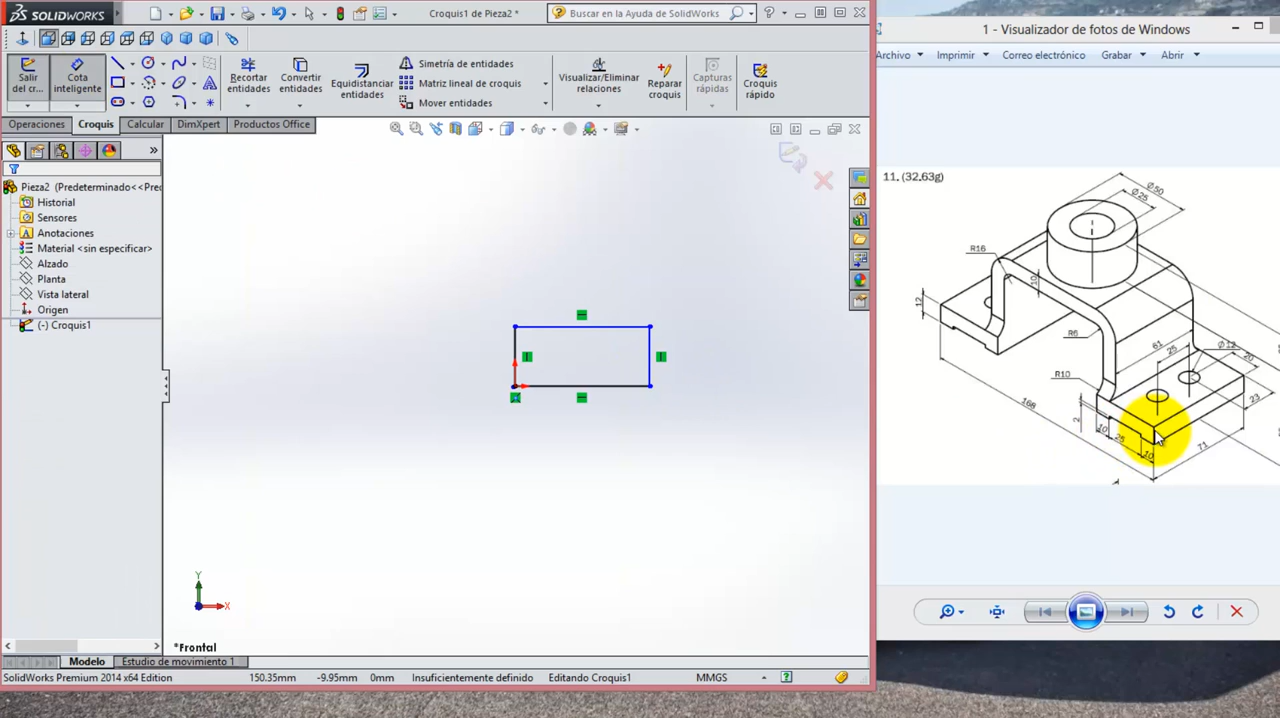 SOLIDWORKS
Croquis1 de Pieza2 *
Buscar en la Ayuda de SolidWorks
Salir del cr...
Cota inteligente
Recortar entidades
Convertir entidades
Equidistanciar entidades
Simetría de entidades
Matriz lineal de croquis
Mover entidades
Visualizar/Eliminar relaciones
Reparar croquis
Capturas rápidas
Croquis rápido
Operaciones
Croquis
Calcular
DimXpert
Productos Office
Pieza2 (Predeterminado<<Prec
Historial
Sensores
Anotaciones
Material <sin especificar>
Alzado
Planta
Vista lateral
Origen
(-) Croquis1
Y
X
*Frontal
Modelo
Estudio de movimiento 1
SolidWorks Premium 2014 x64 Edition
150.35mm
-9.95mm
0mm
Insuficientemente definido
Editando Croquis1
MMGS
1 - Visualizador de fotos de Windows
Archivo
Imprimir
Correo electrónico
Grabar
Abrir
11. (32.63g)
Ø50
Ø25
R16
10
12
R6
61
25
Ø12
20
R10
23
168
2
10
25
10
71